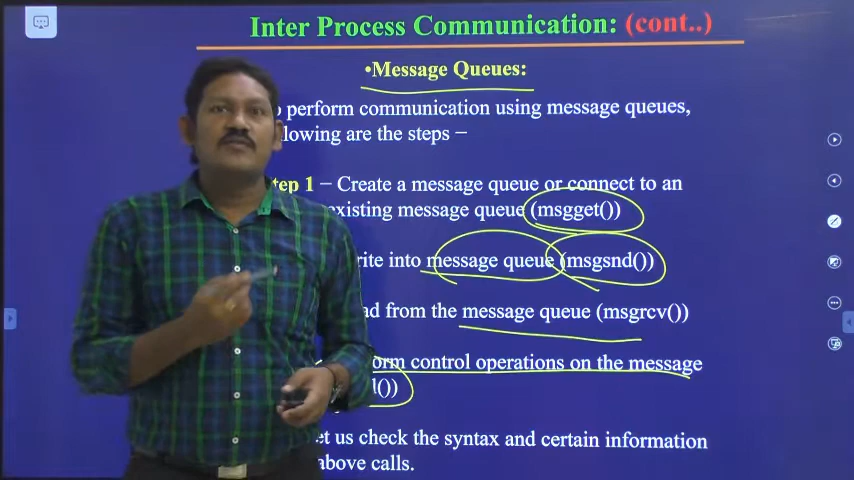 Inter Process Communication: (cont..)
•Message Queues:
perform communication using message queues,
lowing are the steps −
tep 1 − Create a message queue or connect to an
existing message queue (msgget())
rite into message queue (msgsnd())
ad from the message queue (msgrcv())
orm control operations on the message
l())
et us check the syntax and certain information
above calls.